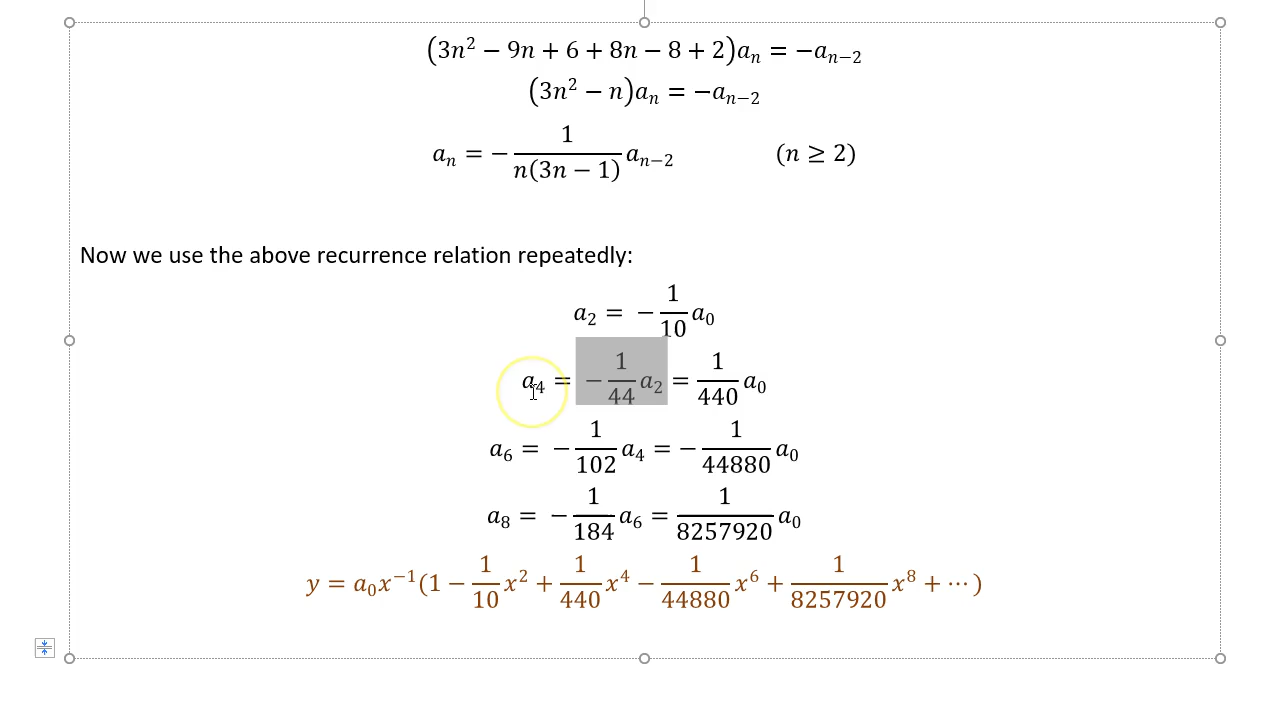 (3n² − 9n + 6 + 8n − 8 + 2)aₙ = −aₙ₋₂
(3n² − n)aₙ = −aₙ₋₂
aₙ = − 1/(n(3n − 1)) aₙ₋₂ (n ≥ 2)
Now we use the above recurrence relation repeatedly:
a₂ = − 1/10 a₀
a₄ = − 1/44 a₂ = 1/440 a₀
a₆ = − 1/102 a₄ = − 1/44880 a₀
a₈ = − 1/184 a₆ = 1/8257920 a₀
y = a₀x⁻¹(1 − 1/10 x² + 1/440 x⁴ − 1/44880 x⁶ + 1/8257920 x⁸ + ⋯)